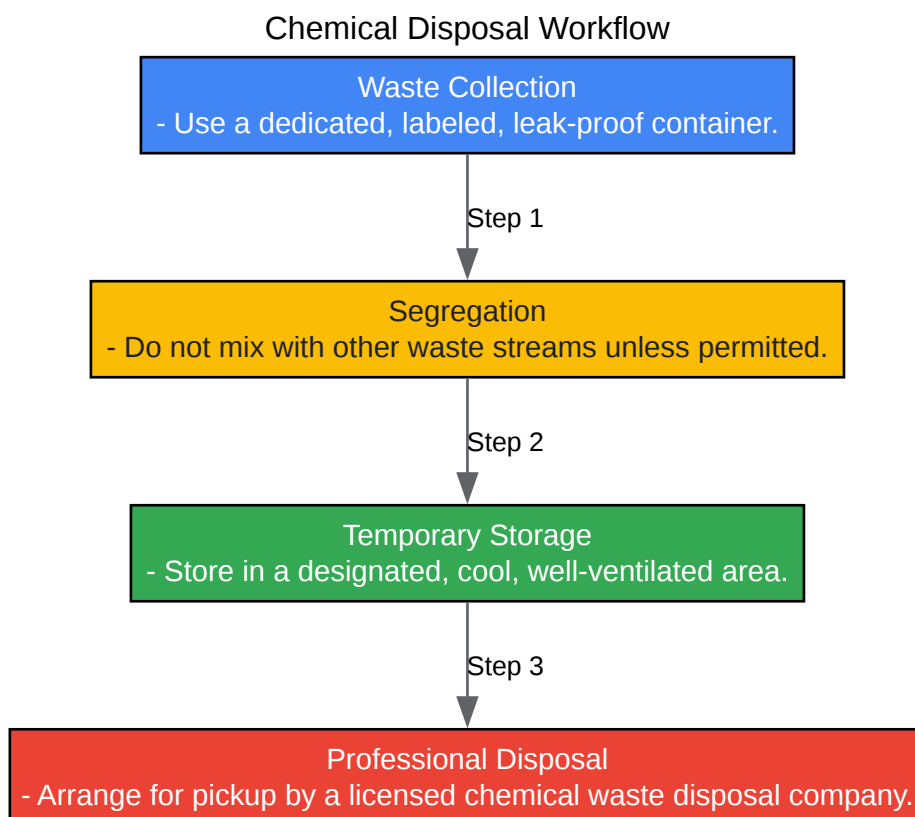 Chemical Disposal Workflow
Waste Collection
- Use a dedicated, labeled, leak-proof container.
Step 1
Segregation
- Do not mix with other waste streams unless permitted.
Step 2
Temporary Storage
- Store in a designated, cool, well-ventilated area.
Step 3
Professional Disposal
- Arrange for pickup by a licensed chemical waste disposal company.